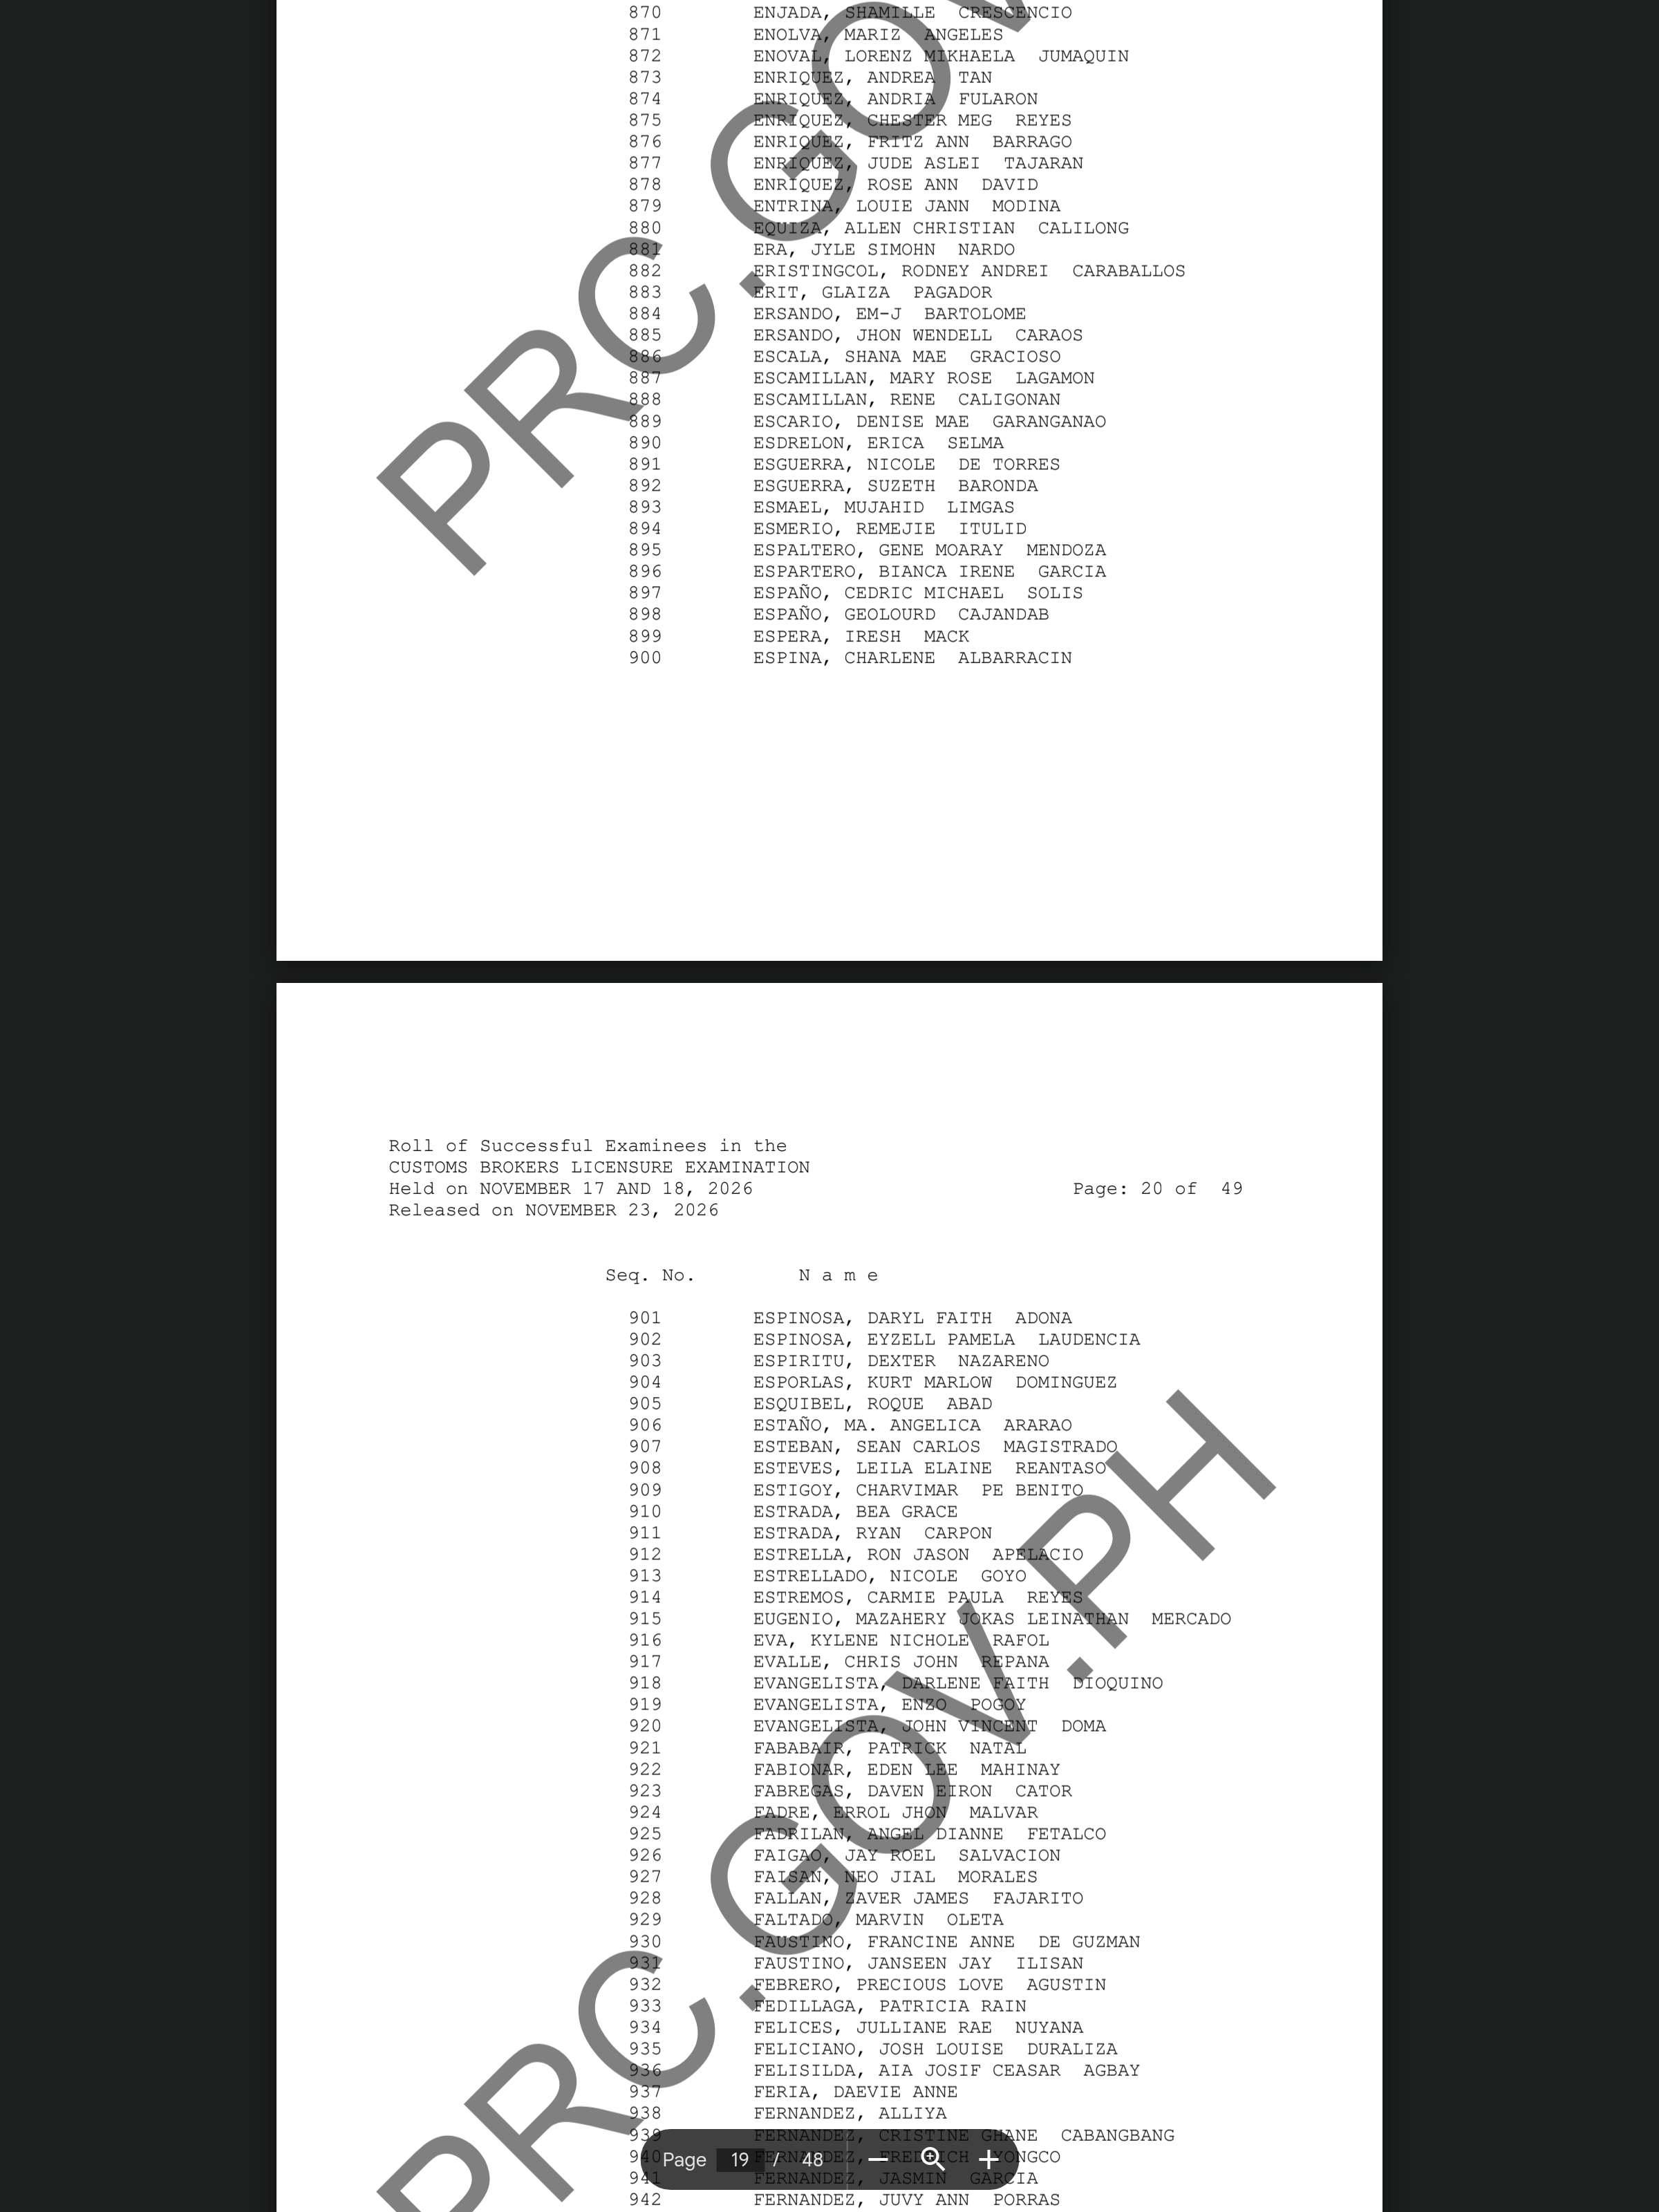 870 ENJADA, SHAMILLE CRESCENCIO
871 ENOLVA, MARIZ ANGELES
872 ENOVAL, LORENZ MIKHAELA JUMAQUIN
873 ENRIQUEZ, ANDREA TAN
874 ENRIQUEZ, ANDRIA FULARON
875 ENRIQUEZ, CHESTER MEG REYES
876 ENRIQUEZ, FRITZ ANN BARRAGO
877 ENRIQUEZ, JUDE ASLEI TAJARAN
878 ENRIQUEZ, ROSE ANN DAVID
879 ENTRINA, LOUIE JANN MODINA
880 EQUIZA, ALLEN CHRISTIAN CALILONG
881 ERA, JYLE SIMOHN NARDO
882 ERISTINGCOL, RODNEY ANDREI CARABALLOS
883 ERIT, GLAIZA PAGADOR
884 ERSANDO, EM-J BARTOLOME
885 ERSANDO, JHON WENDELL CARAOS
886 ESCALA, SHANA MAE GRACIOSO
887 ESCAMILLAN, MARY ROSE LAGAMON
888 ESCAMILLAN, RENE CALIGONAN
889 ESCARIO, DENISE MAE GARANGANAO
890 ESDRELON, ERICA SELMA
891 ESGUERRA, NICOLE DE TORRES
892 ESGUERRA, SUZETH BARONDA
893 ESMAEL, MUJAHID LIMGAS
894 ESMERIO, REMEJIE ITULID
895 ESPALTERO, GENE MOARAY MENDOZA
896 ESPARTERO, BIANCA IRENE GARCIA
897 ESPAÑO, CEDRIC MICHAEL SOLIS
898 ESPAÑO, GEOLOURD CAJANDAB
899 ESPERA, IRESH MACK
900 ESPINA, CHARLENE ALBARRACIN
PRC.GOV
Roll of Successful Examinees in the
CUSTOMS BROKERS LICENSURE EXAMINATION
Held on NOVEMBER 17 AND 18, 2026 Page: 20 of 49
Released on NOVEMBER 23, 2026
Seq. No. N a m e
901 ESPINOSA, DARYL FAITH ADONA
902 ESPINOSA, EYZELL PAMELA LAUDENCIA
903 ESPIRITU, DEXTER NAZARENO
904 ESPORLAS, KURT MARLOW DOMINGUEZ
905 ESQUIBEL, ROQUE ABAD
906 ESTAÑO, MA. ANGELICA ARARAO
907 ESTEBAN, SEAN CARLOS MAGISTRADO
908 ESTEVES, LEILA ELAINE REANTASO
909 ESTIGOY, CHARVIMAR PE BENITO
910 ESTRADA, BEA GRACE
911 ESTRADA, RYAN CARPON
912 ESTRELLA, RON JASON APELACIO
913 ESTRELLADO, NICOLE GOYO
914 ESTREMOS, CARMIE PAULA REYES
915 EUGENIO, MAZAHERY JOKAS LEINATHAN MERCADO
916 EVA, KYLENE NICHOLE RAFOL
917 EVALLE, CHRIS JOHN REPANA
918 EVANGELISTA, DARLENE FAITH DIOQUINO
919 EVANGELISTA, ENZO POGOY
920 EVANGELISTA, JOHN VINCENT DOMA
921 FABABAIR, PATRICK NATAL
922 FABIONAR, EDEN LEE MAHINAY
923 FABREGAS, DAVEN EIRON CATOR
924 FADRE, ERROL JHON MALVAR
925 FADRILAN, ANGEL DIANNE FETALCO
926 FAIGAO, JAY ROEL SALVACION
927 FAISAN, NEO JIAL MORALES
928 FALLAN, ZAVER JAMES FAJARITO
929 FALTADO, MARVIN OLETA
930 FAUSTINO, FRANCINE ANNE DE GUZMAN
931 FAUSTINO, JANSEEN JAY ILISAN
932 FEBRERO, PRECIOUS LOVE AGUSTIN
933 FEDILLAGA, PATRICIA RAIN
934 FELICES, JULLIANE RAE NUYANA
935 FELICIANO, JOSH LOUISE DURALIZA
936 FELISILDA, AIA JOSIF CEASAR AGBAY
937 FERIA, DAEVIE ANNE
938 FERNANDEZ, ALLIYA
939 FERNANDEZ, CRISTINE GHANE CABANGBANG
940 FERNANDEZ,
941 FERNANDEZ, JASMIN GARCIA
942 FERNANDEZ, JUVY ANN PORRAS
PRC.GOV.PH
Page 19 / 48